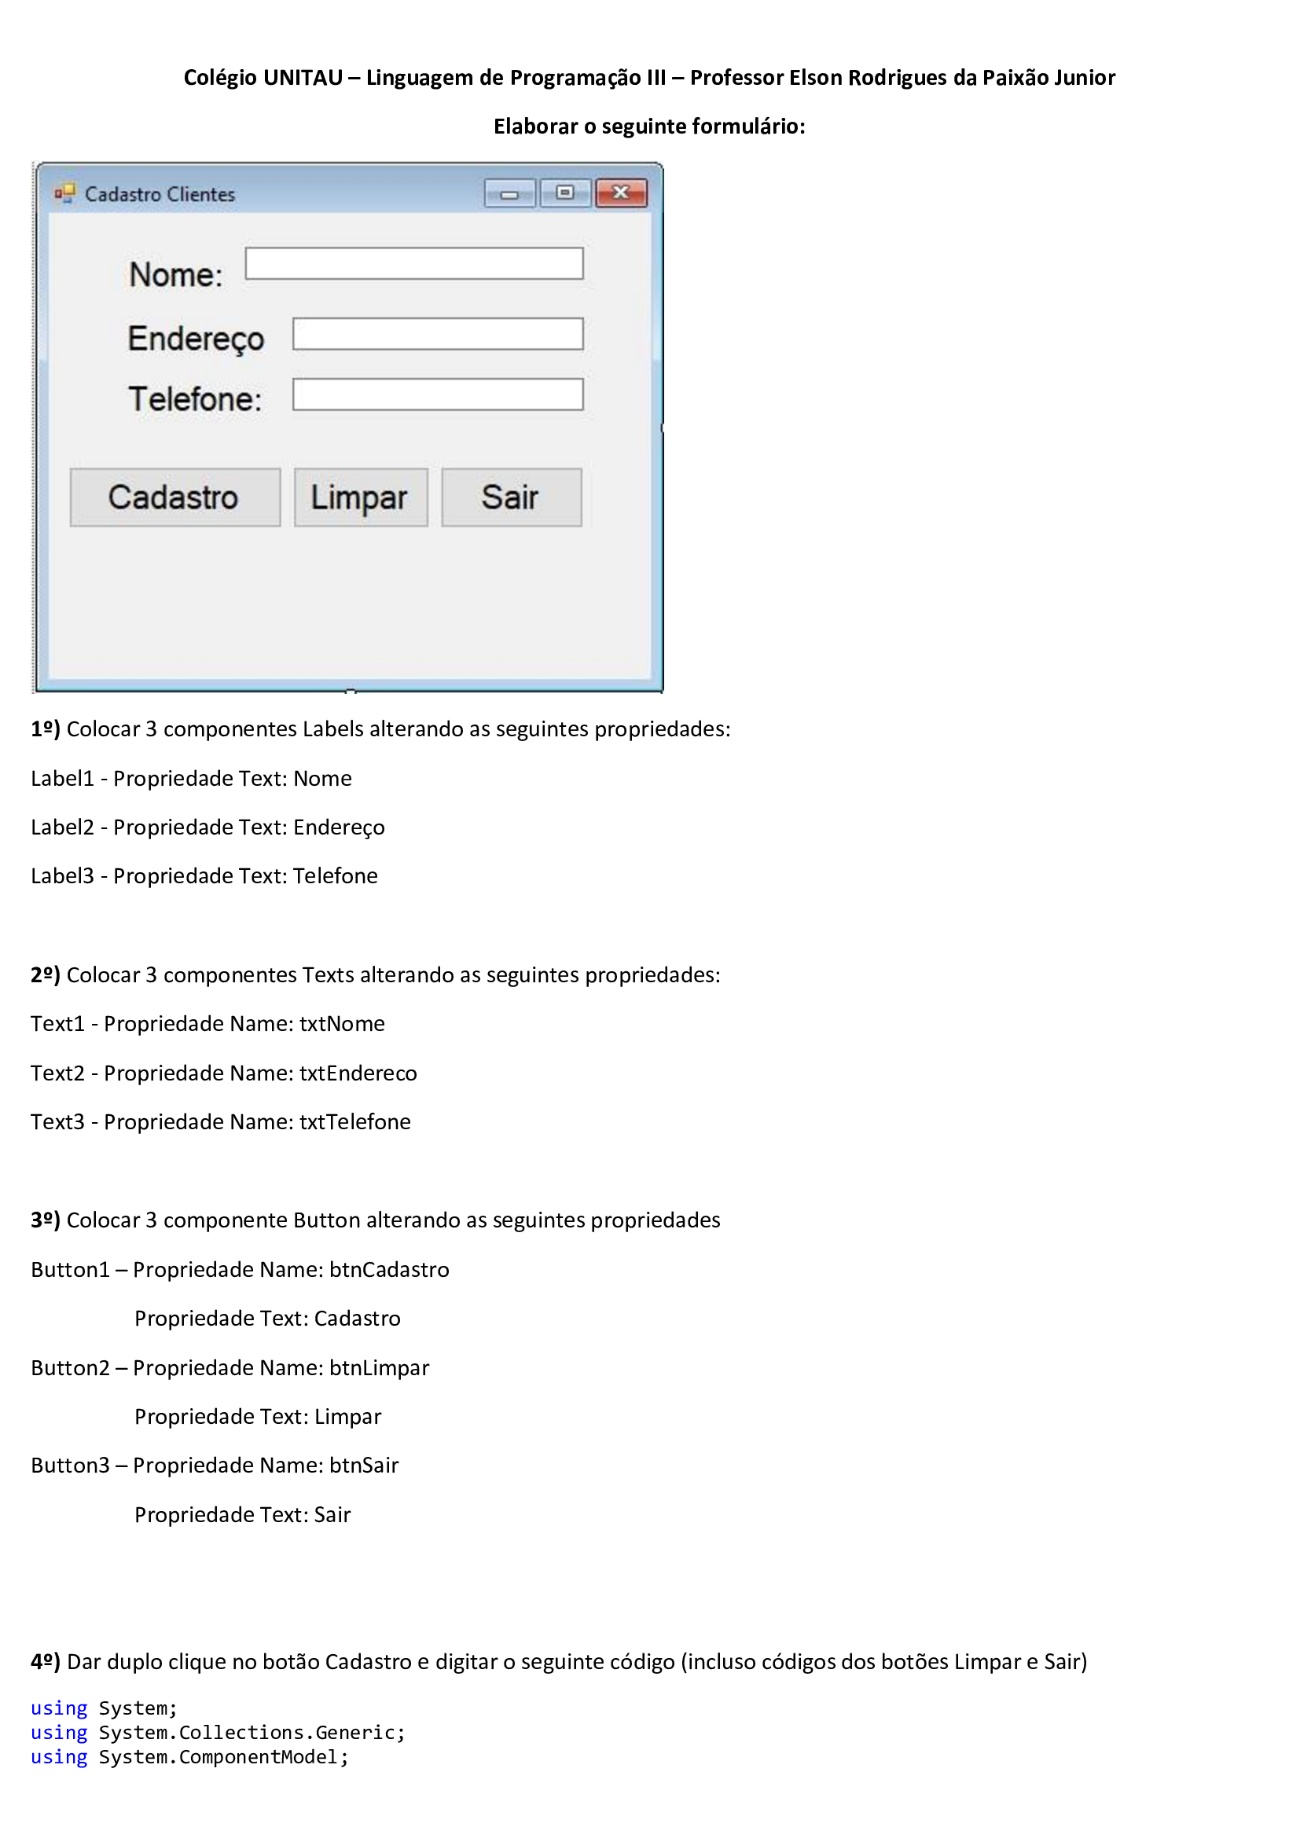 Colégio UNITAU – Linguagem de Programação III – Professor Elson Rodrigues da Paixão Junior
Elaborar o seguinte formulário:
Cadastro Clientes
Nome:
Endereço
Telefone:
Cadastro Limpar Sair
1º) Colocar 3 componentes Labels alterando as seguintes propriedades:
Label1 - Propriedade Text: Nome
Label2 - Propriedade Text: Endereço
Label3 - Propriedade Text: Telefone
2º) Colocar 3 componentes Texts alterando as seguintes propriedades:
Text1 - Propriedade Name: txtNome
Text2 - Propriedade Name: txtEndereco
Text3 - Propriedade Name: txtTelefone
3º) Colocar 3 componente Button alterando as seguintes propriedades
Button1 – Propriedade Name: btnCadastro
Propriedade Text: Cadastro
Button2 – Propriedade Name: btnLimpar
Propriedade Text: Limpar
Button3 – Propriedade Name: btnSair
Propriedade Text: Sair
4º) Dar duplo clique no botão Cadastro e digitar o seguinte código (incluso códigos dos botões Limpar e Sair)
using System;
using System.Collections.Generic;
using System.ComponentModel;